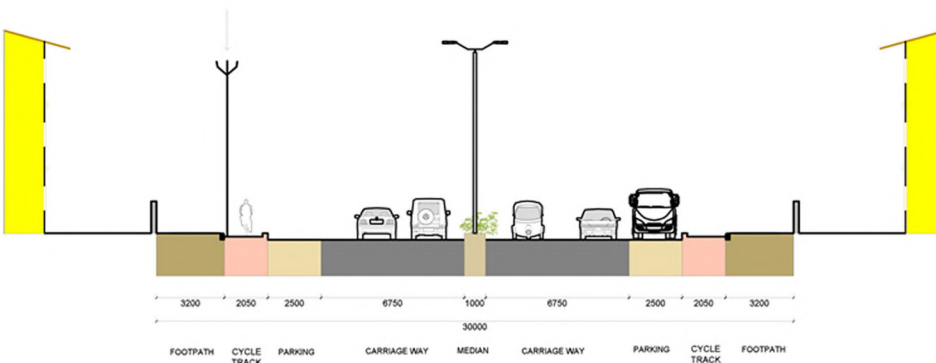 3200 2050 2500 6750 1000 6750 2500 2050 3200
30000
FOOTPATH CYCLE TRACK PARKING CARRIAGE WAY MEDIAN CARRIAGE WAY PARKING CYCLE TRACK FOOTPATH